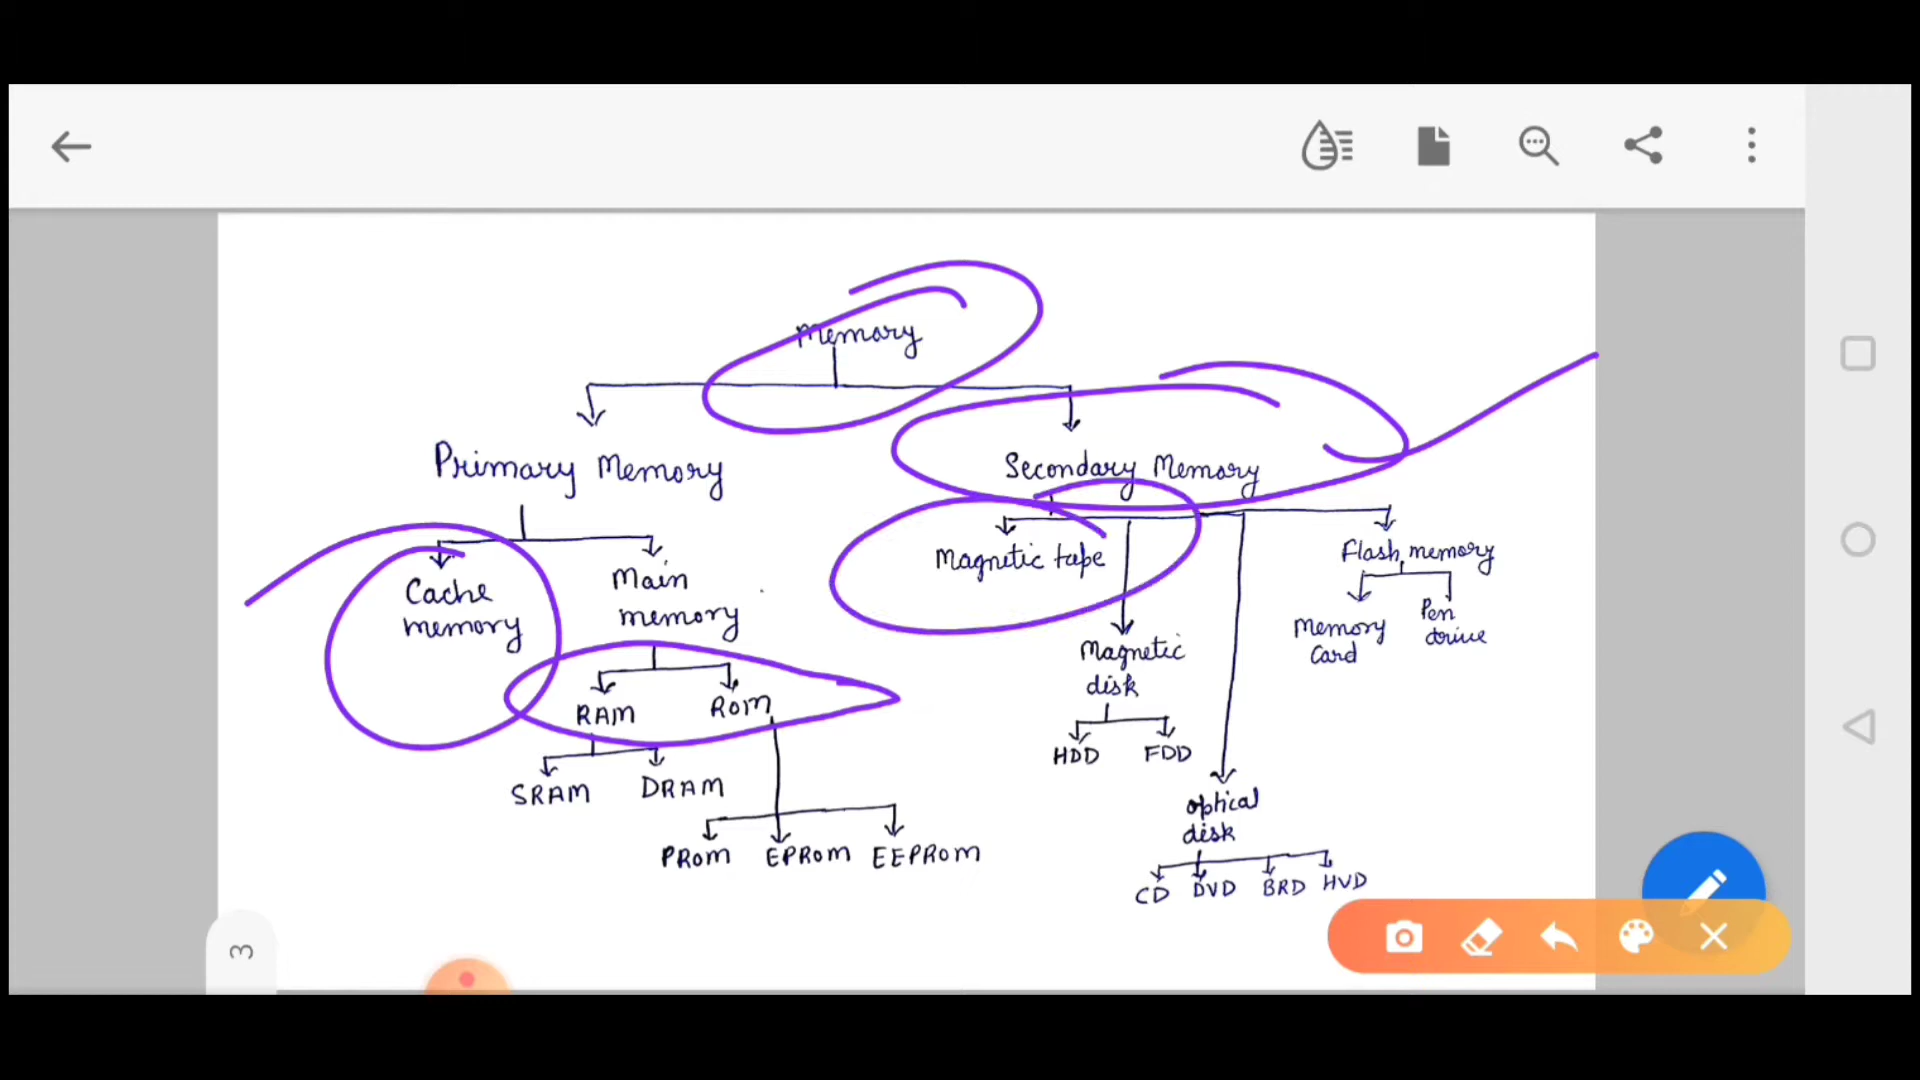 Memory
Primary Memory
Secondary Memory
Cache
memory
Main
memory
Magnetic tape
Flash memory
Memory
Card
Pen
drive
RAM
ROM
Magnetic
disk
SRAM
DRAM
HDD
FDD
PROM
EPROM
EEPROM
optical
disk
CD
DVD
BRD
HVD
3